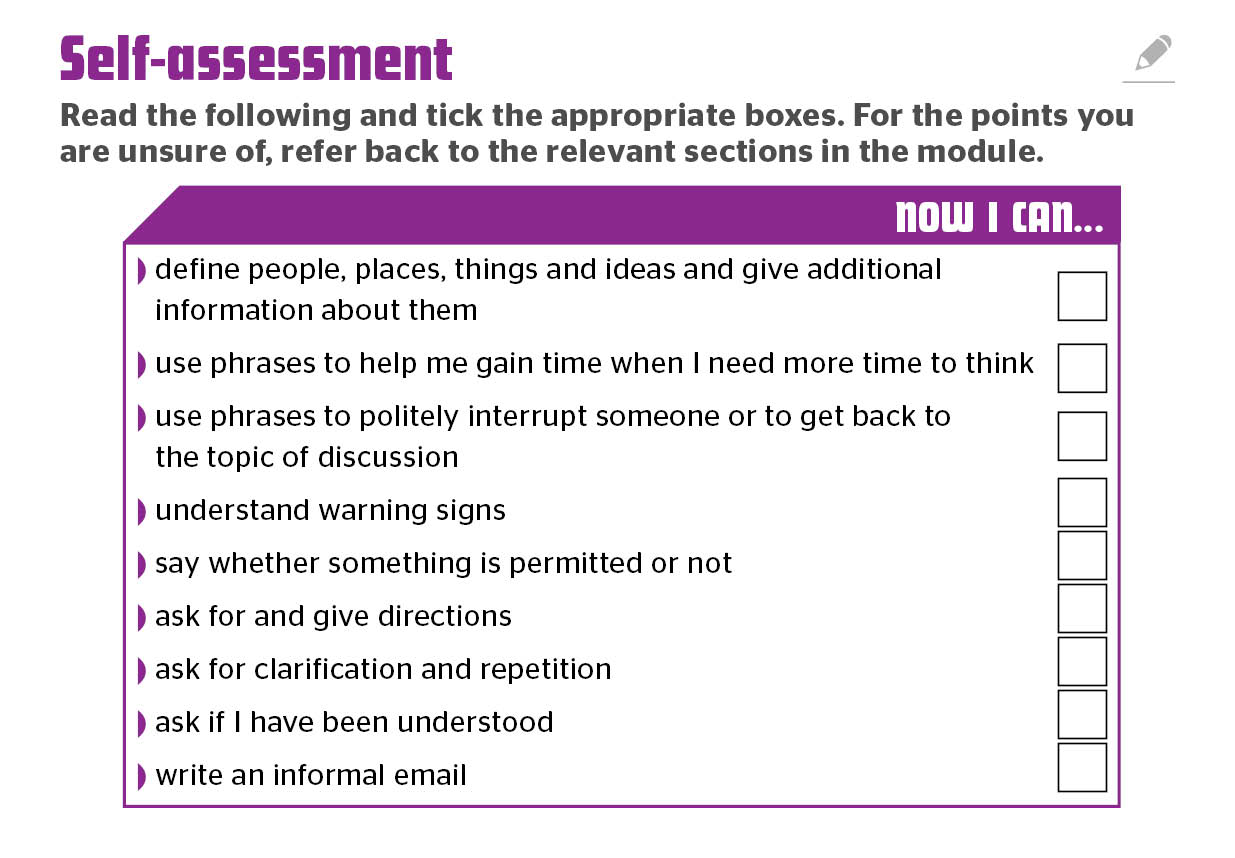 Self-assessment
Read the following and tick the appropriate boxes. For the points you
are unsure of, refer back to the relevant sections in the module.
NOW I CAN...
define people, places, things and ideas and give additional
information about them
use phrases to help me gain time when I need more time to think
use phrases to politely interrupt someone or to get back to
the topic of discussion
understand warning signs
say whether something is permitted or not
ask for and give directions
ask for clarification and repetition
ask if I have been understood
write an informal email